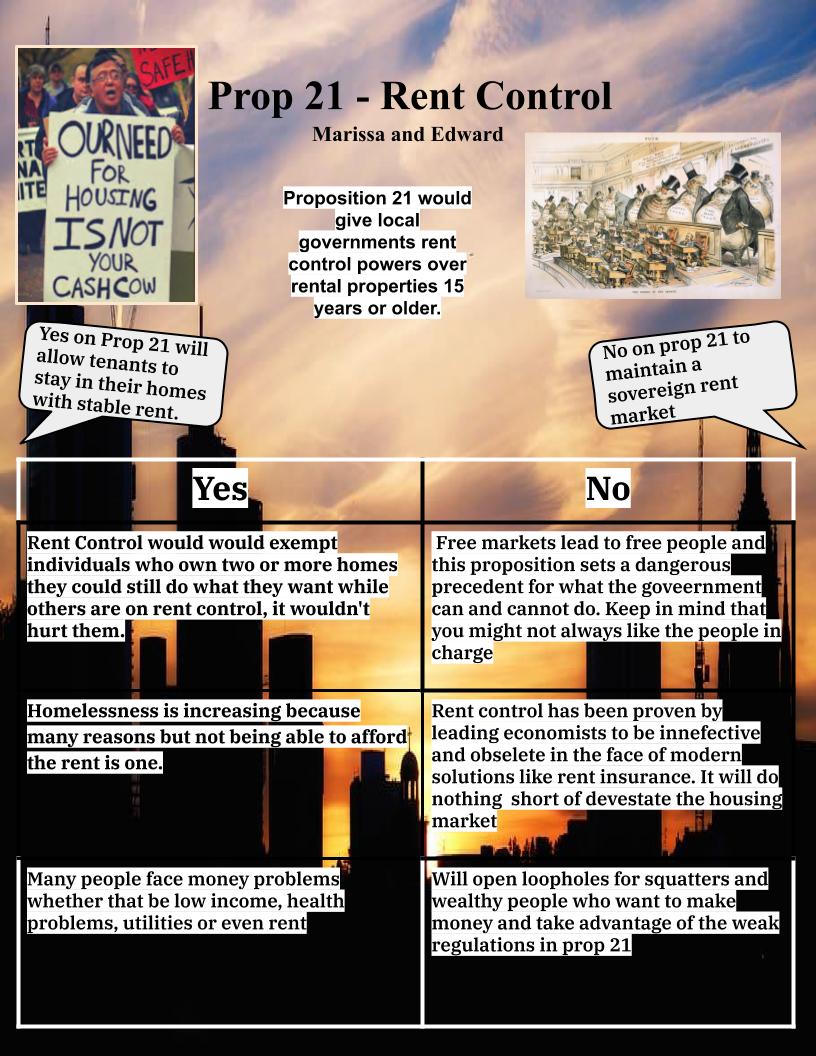 SAFE H
OUR NEED
FOR
HOUSING
IS NOT
YOUR
CASHCOW
Prop 21 - Rent Control
Marissa and Edward
Proposition 21 would
give local
governments rent
control powers over
rental properties 15
years or older.
Yes on Prop 21 will
allow tenants to
stay in their homes
with stable rent.
No on prop 21 to
maintain a
sovereign rent
market
Yes
No
Rent Control would would exempt
individuals who own two or more homes
they could still do what they want while
others are on rent control, it wouldn't
hurt them.
Free markets lead to free people and
this proposition sets a dangerous
precedent for what the goveernment
can and cannot do. Keep in mind that
you might not always like the people in
charge
Homelessness is increasing because
many reasons but not being able to afford
the rent is one.
Rent control has been proven by
leading economists to be innefective
and obselete in the face of modern
solutions like rent insurance. It will do
nothing  short of devestate the housing
market
Many people face money problems
whether that be low income, health
problems, utilities or even rent
Will open loopholes for squatters and
wealthy people who want to make
money and take advantage of the weak
regulations in prop 21